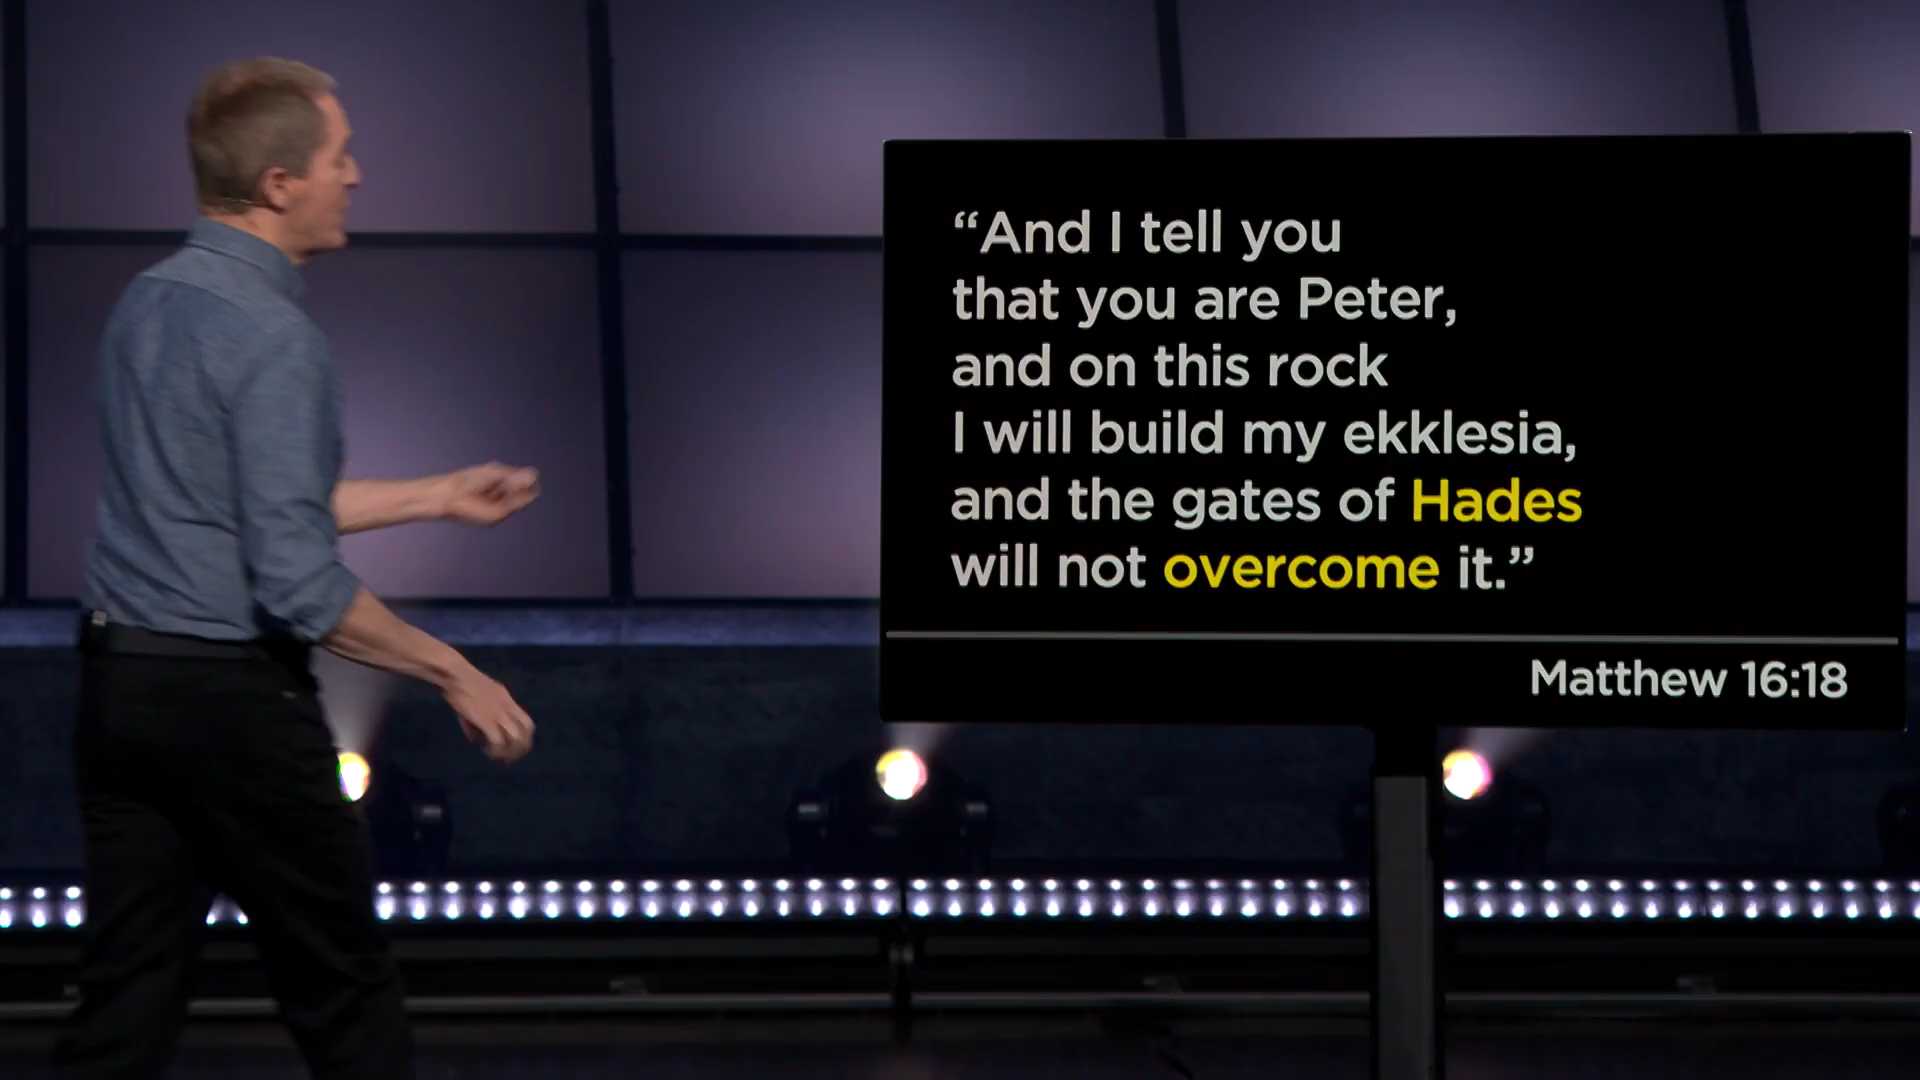 “And I tell you
that you are Peter,
and on this rock
I will build my ekklesia,
and the gates of Hades
will not overcome it.”
Matthew 16:18